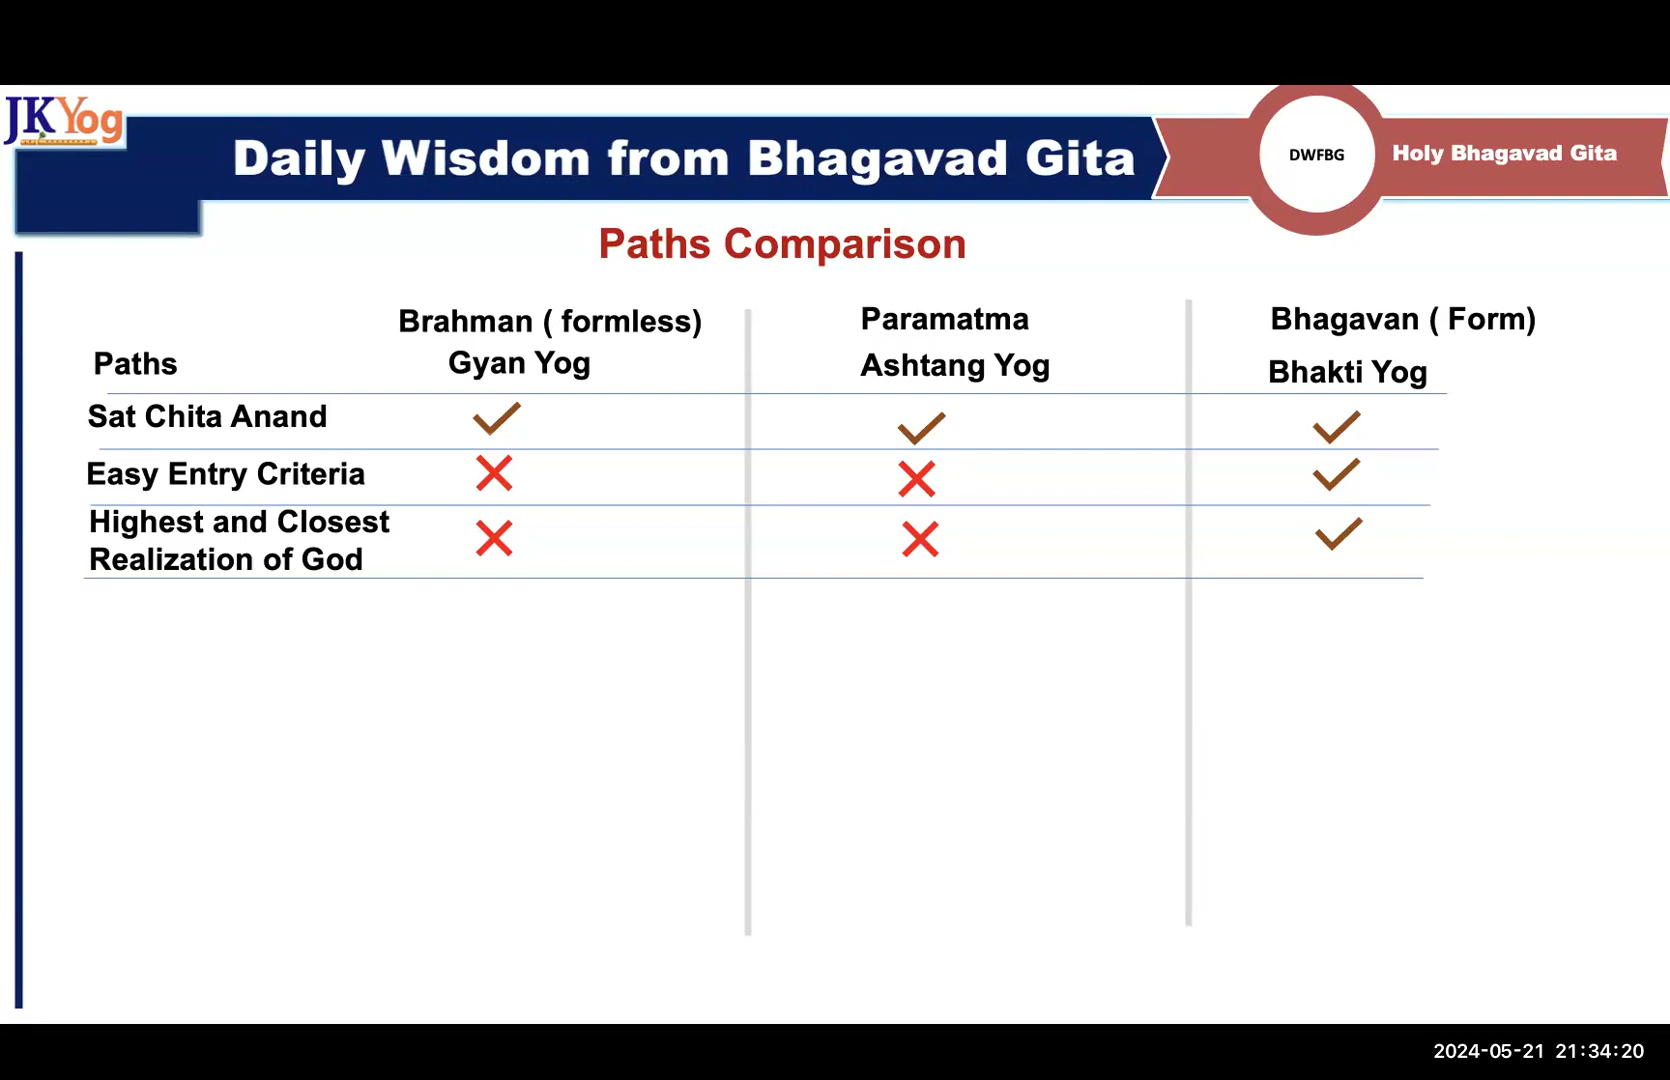 JKYog
Daily Wisdom from Bhagavad Gita
DWFBG
Holy Bhagavad Gita
Paths Comparison
Brahman ( formless)
Paramatma
Bhagavan ( Form)
Paths
Gyan Yog
Ashtang Yog
Bhakti Yog
Sat Chita Anand
Easy Entry Criteria
Highest and Closest
Realization of God
2024-05-21 21:34:20